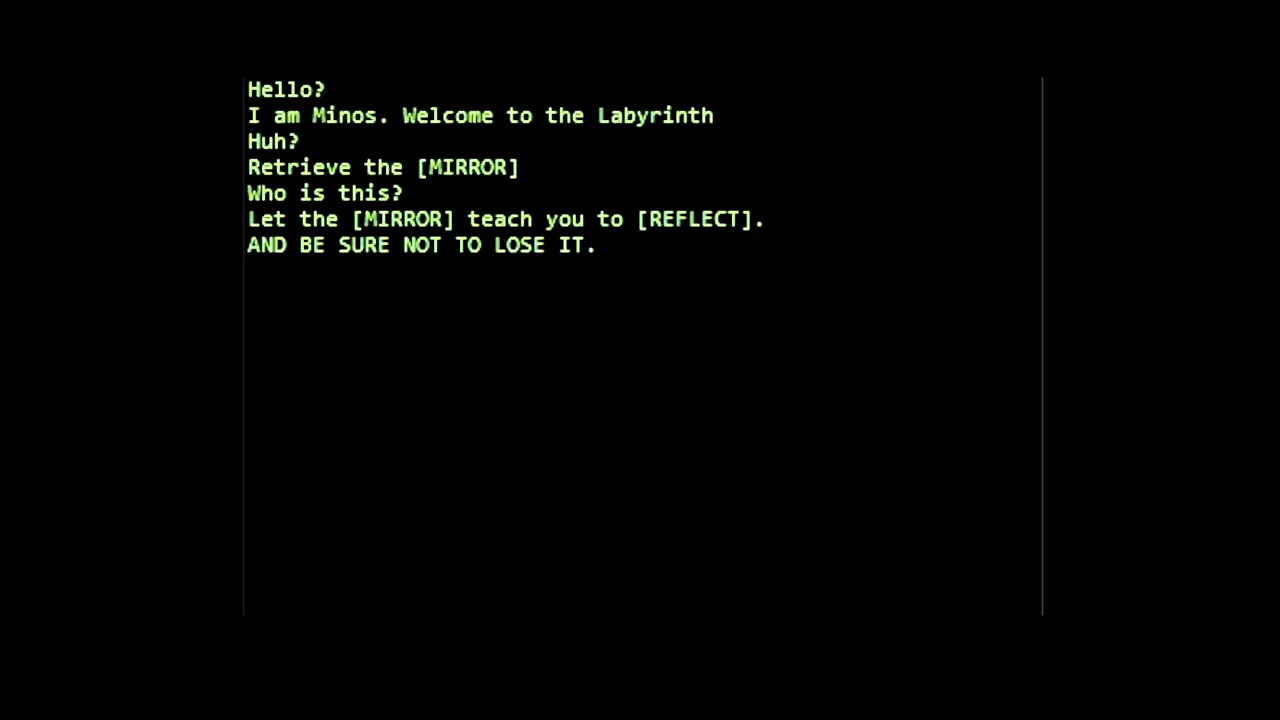 Hello?
I am Minos. Welcome to the Labyrinth
Huh?
Retrieve the [MIRROR]
Who is this?
Let the [MIRROR] teach you to [REFLECT].
AND BE SURE NOT TO LOSE IT.